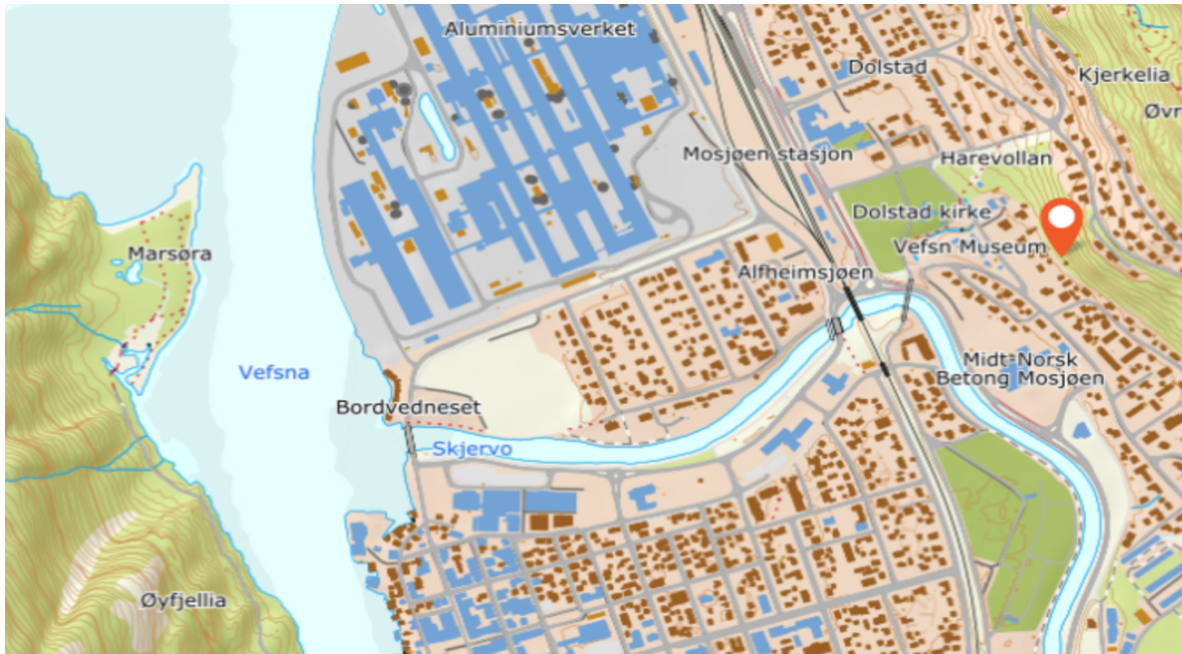 Aluminiumsverket
Dolstad
Kjerkelia
Øvr
Mosjøen stasjon
Harevollan
Dolstad kirke
Vefsn Museum
Marsøra
Alfheimsjøen
Vefsna
Midt-Norsk
Betong Mosjøen
Bordvedneset
Skjervo
Øyfjellia